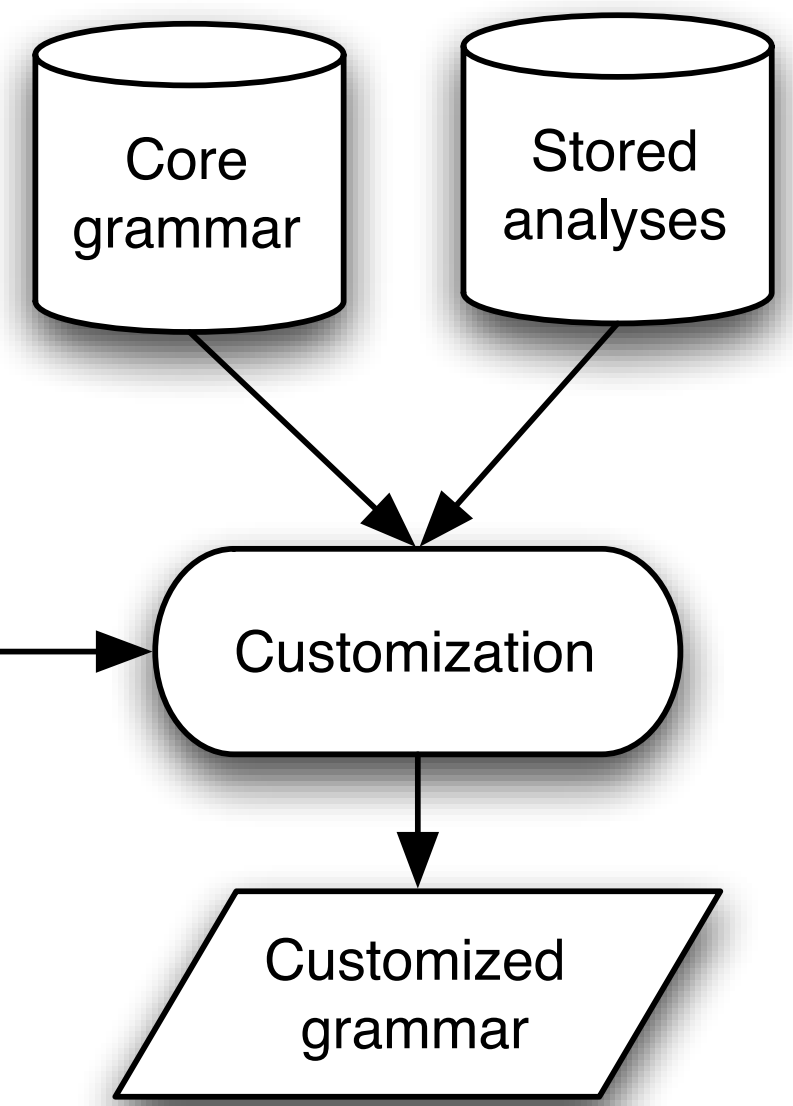 Core
grammar
Stored
analyses
Customization
Customized
grammar